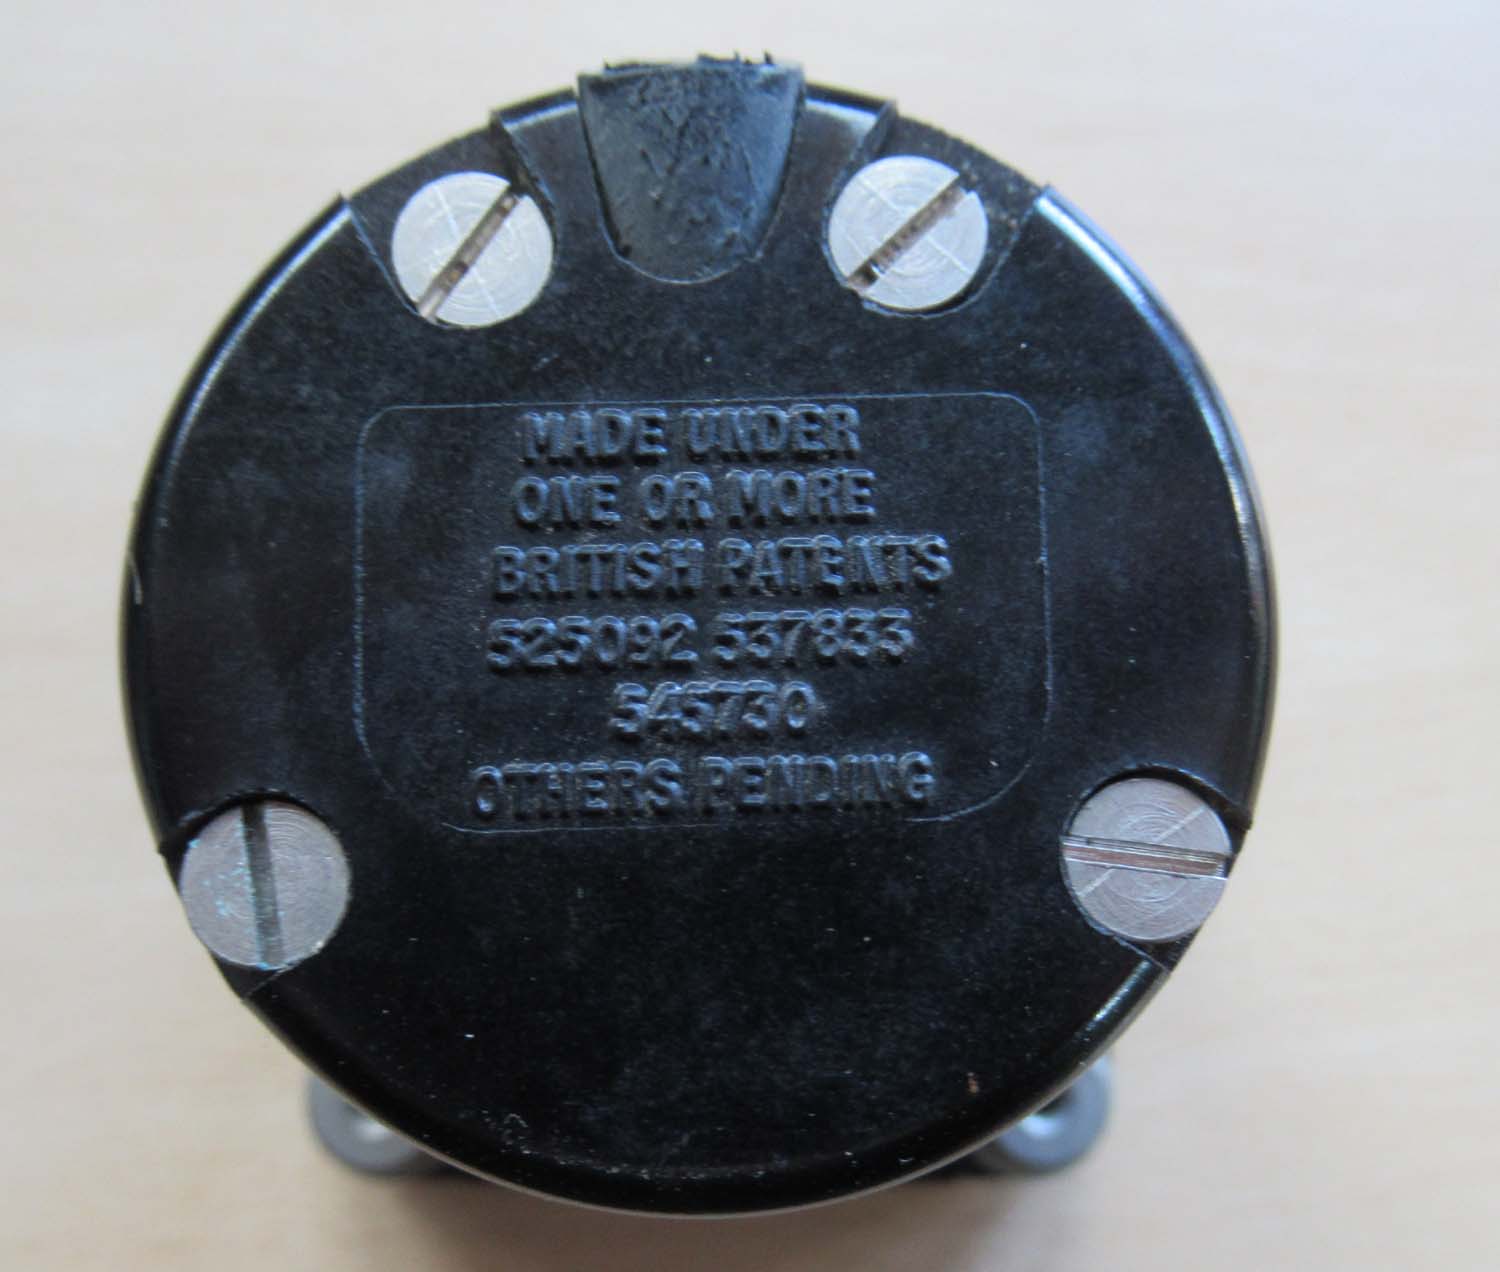 MADE UNDER
ONE OR MORE
BRITISH PATENTS
525092 537833
545730
OTHERS PENDING